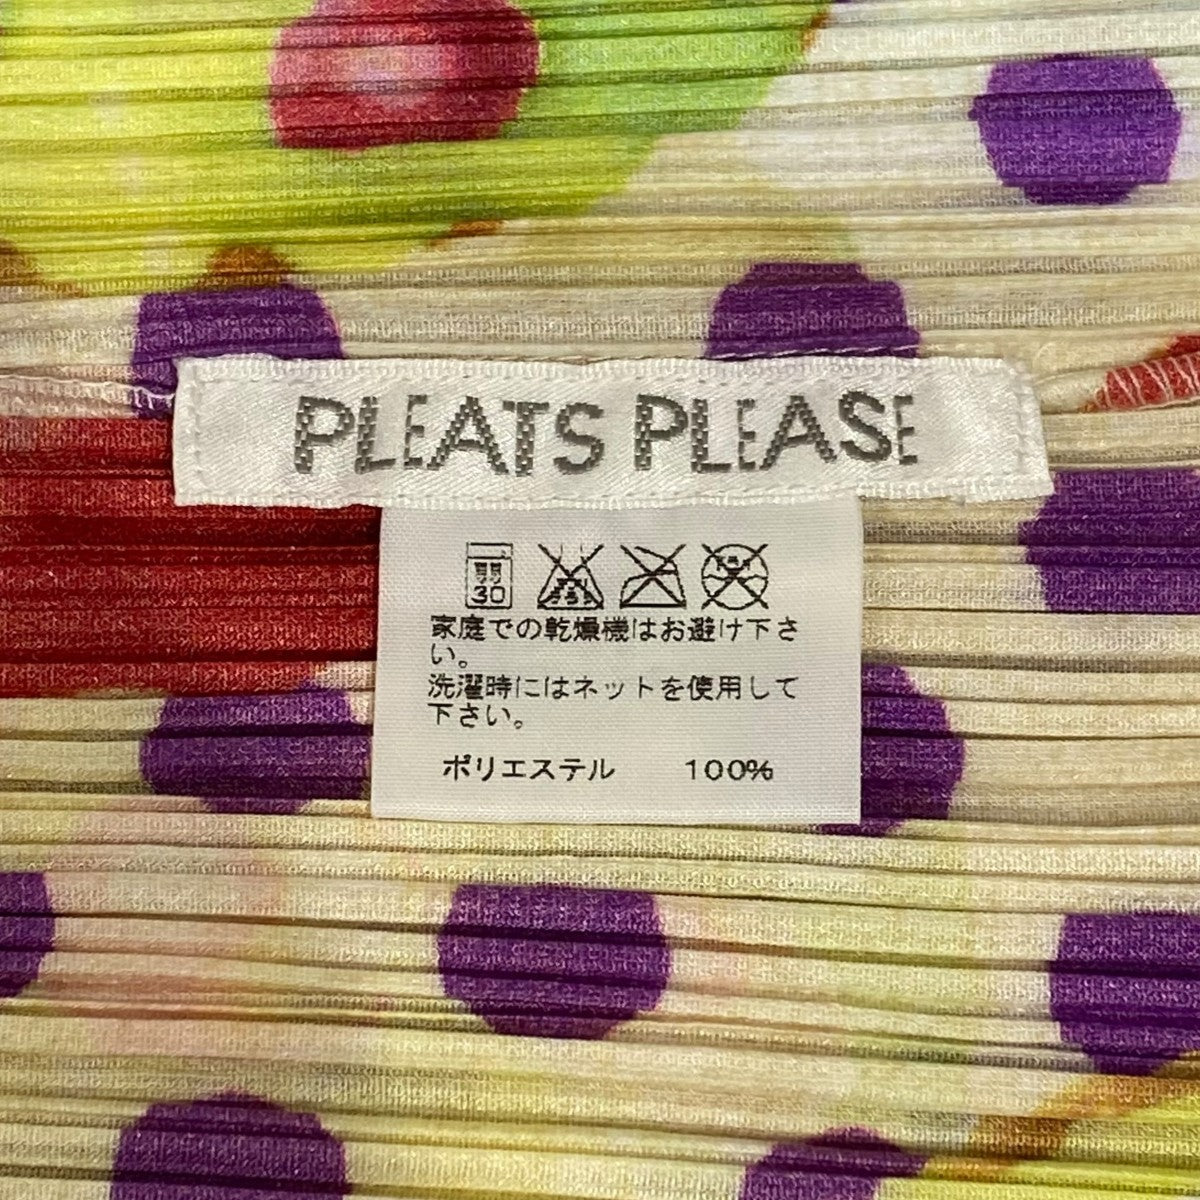 PLEATS PLEASE
30
家庭での乾燥機はお避け下さ
い。
洗濯時にはネットを使用して
下さい。
ポリエステル 100%